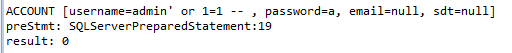 ACCOUNT [username=admin' or 1=1 -- , password=a, email=null, sdt=null]
preStmt: SQLServerPreparedStatement:19
result: 0